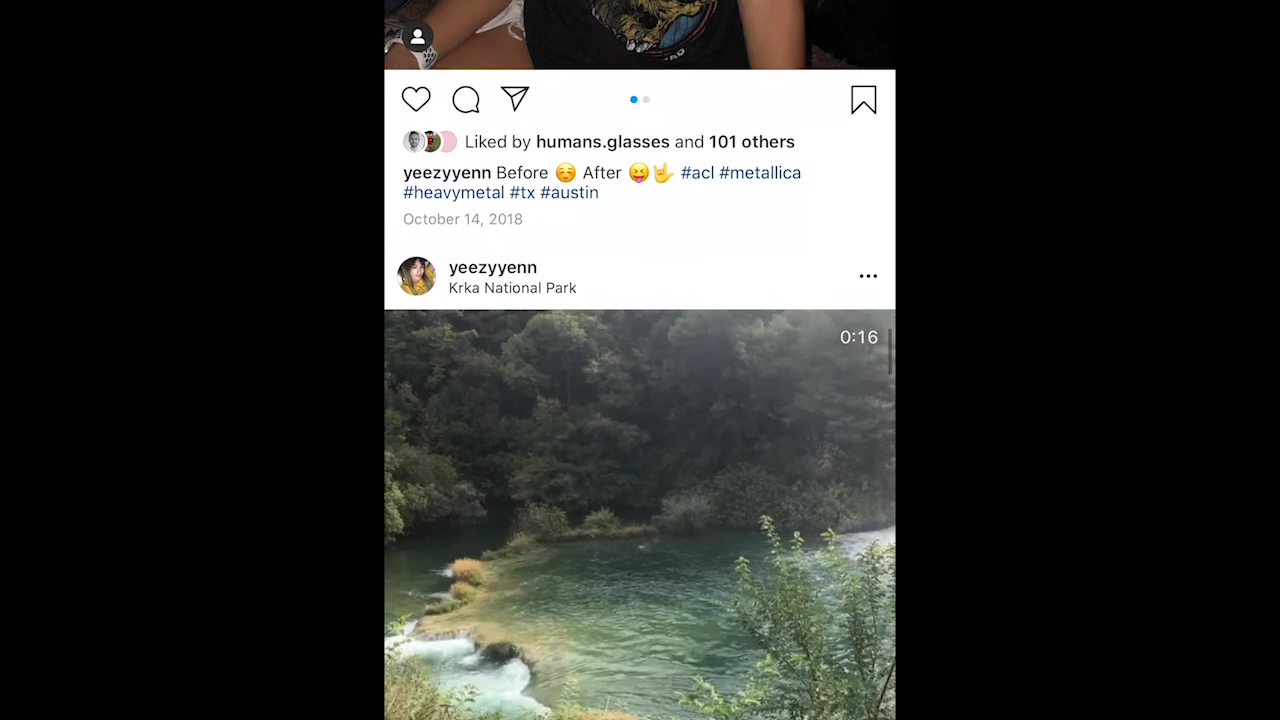 Liked by humans.glasses and 101 others
yeezyyenn Before ☺️ After 😝🤟 #acl #metallica
#heavymetal #tx #austin
October 14, 2018
yeezyyenn
Krka National Park
0:16